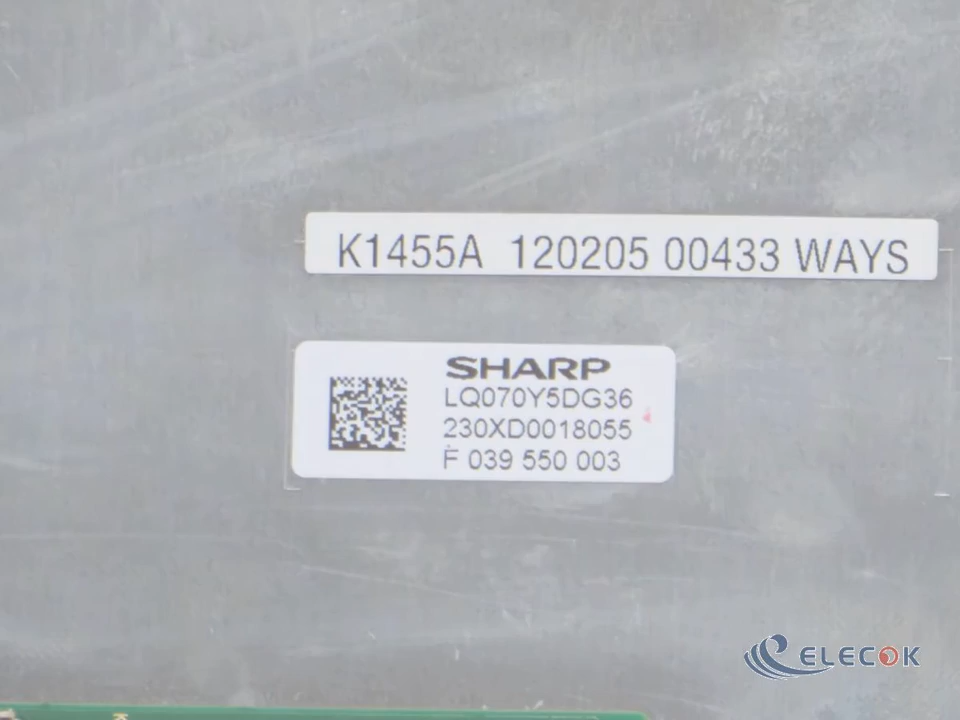 K1455A 120205 00433 WAYS
SHARP
LQ070Y5DG36
230XD0018055
F 039 550 003
ELECOK
K